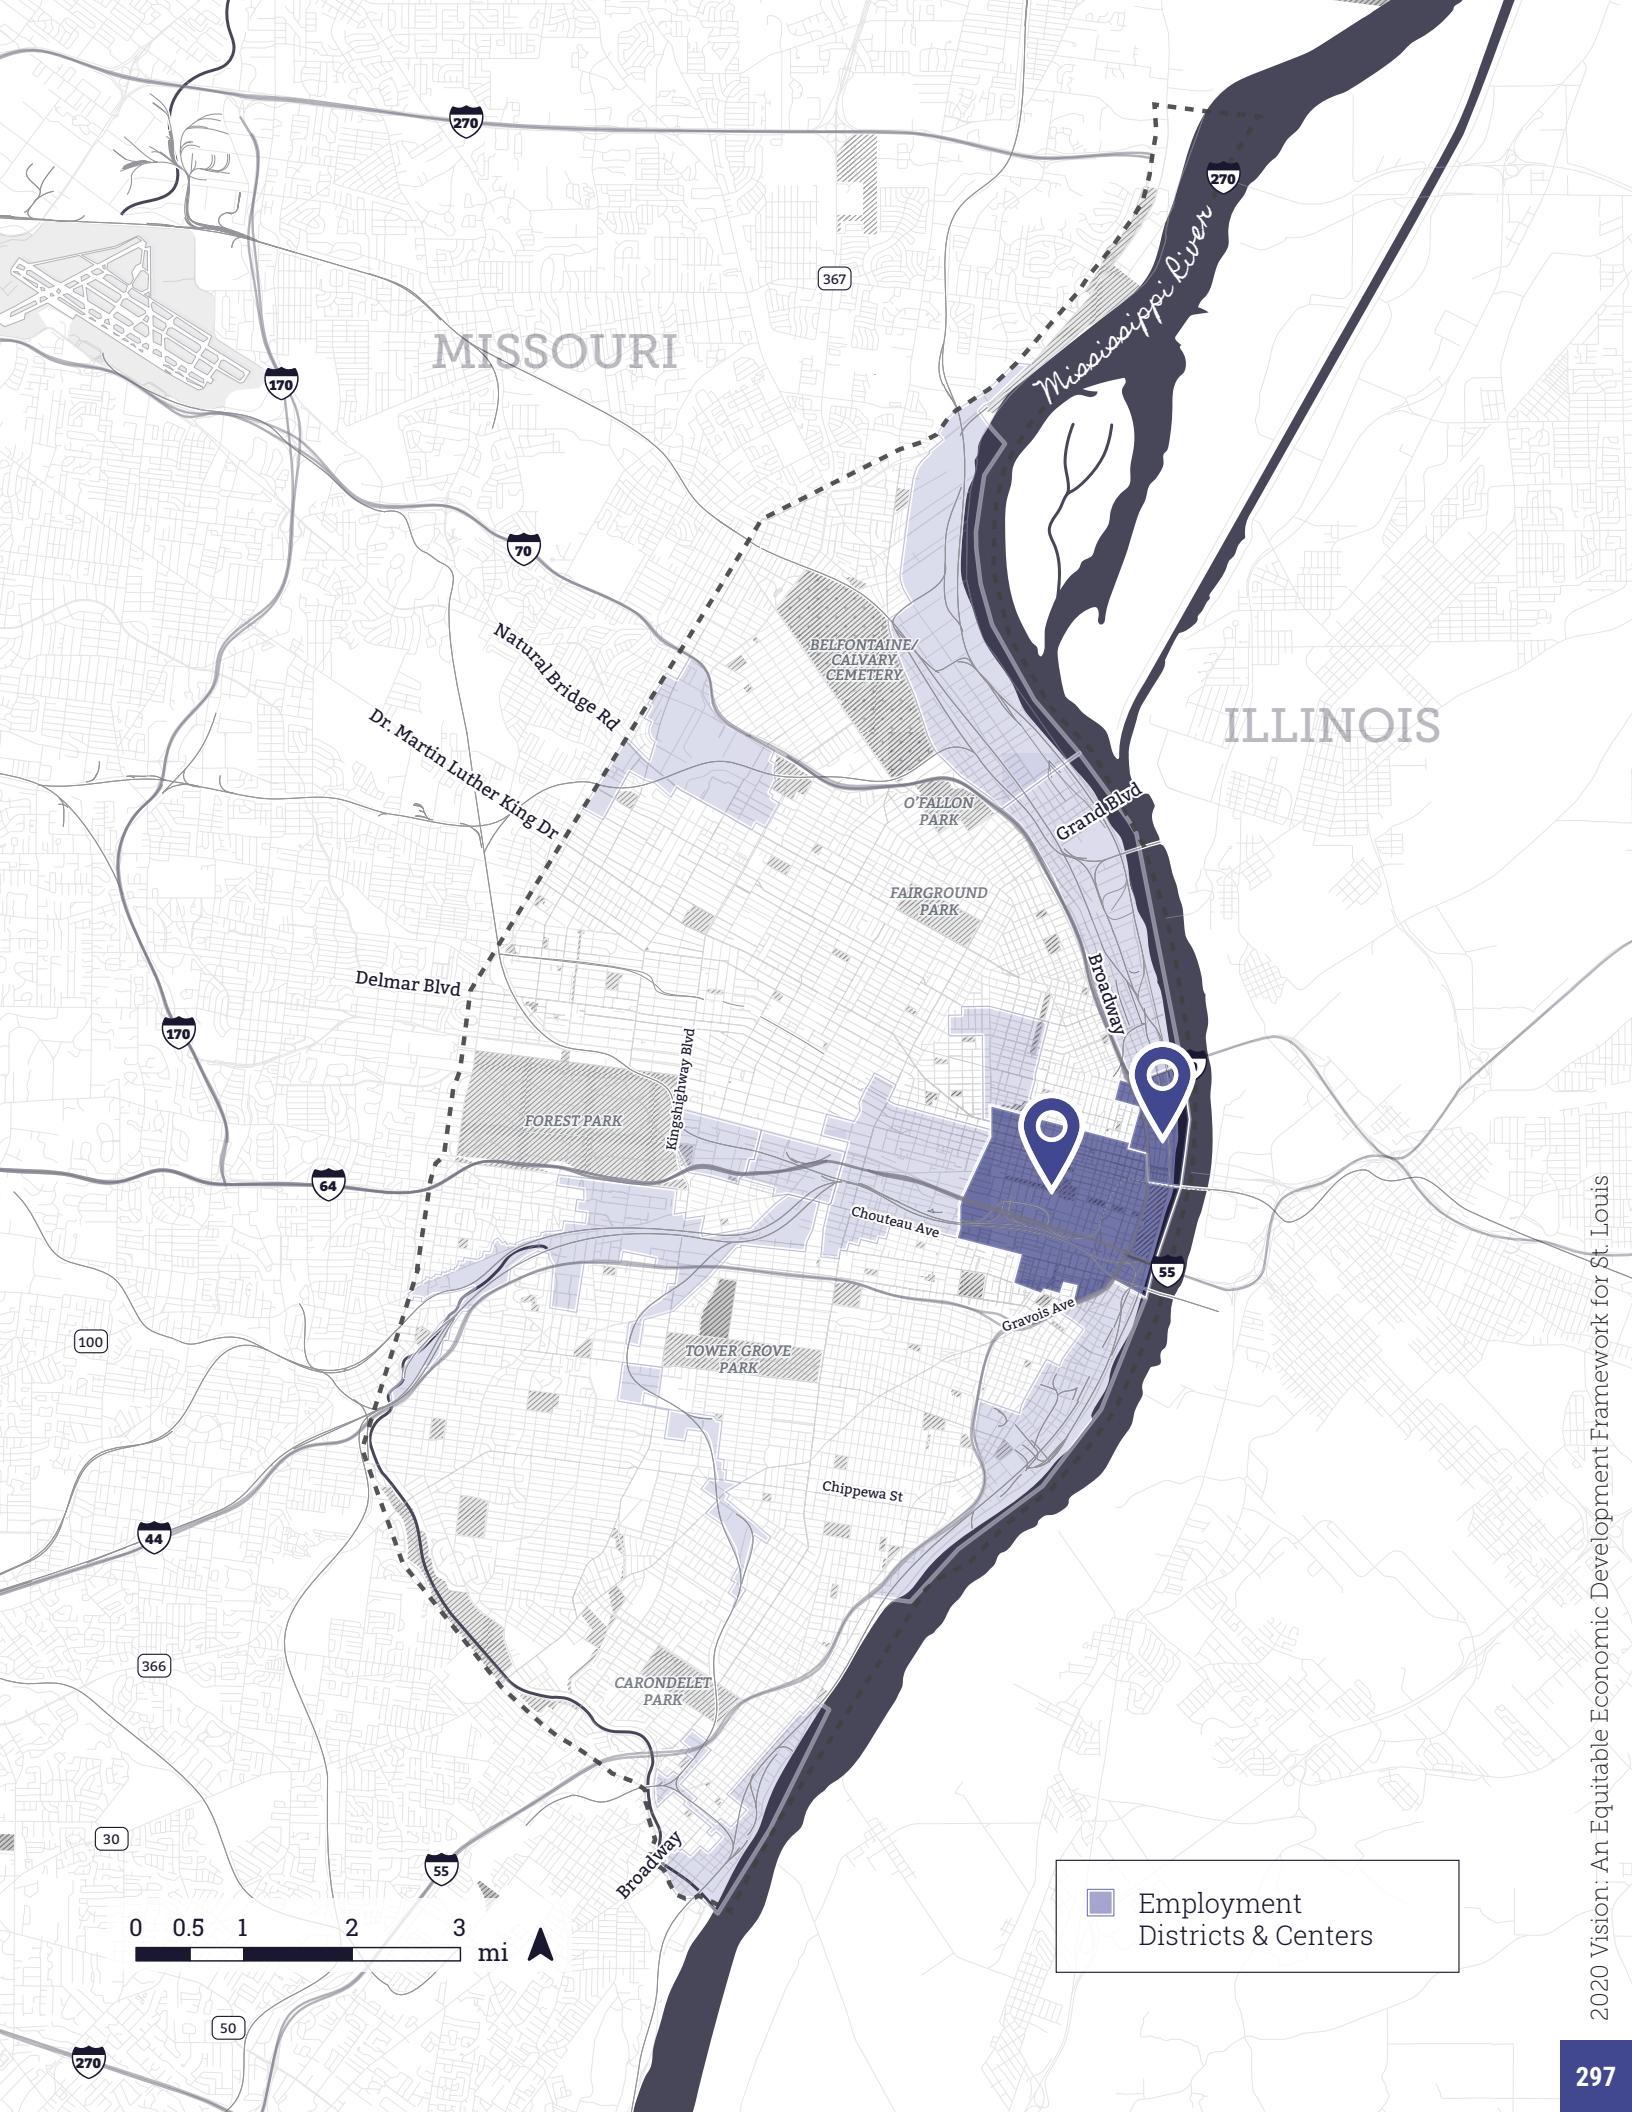 270
270
Mississippi River
367
MISSOURI
170
70
Natural Bridge Rd
BELFONTAINE/
CALVARY
CEMETERY
ILLINOIS
Dr. Martin Luther King Dr
Grand Blvd
O'FALLON
PARK
FAIRGROUND
PARK
Broadway
Delmar Blvd
170
Kingshighway Blvd
FOREST PARK
64
Chouteau Ave
55
Gravois Ave
100
TOWER GROVE
PARK
Chippewa St
44
366
CARONDELET
PARK
30
55
Broadway
0 0.5 1 2 3
mi
Employment
Districts & Centers
50
270
2020 Vision: An Equitable Economic Development Framework for St. Louis
297